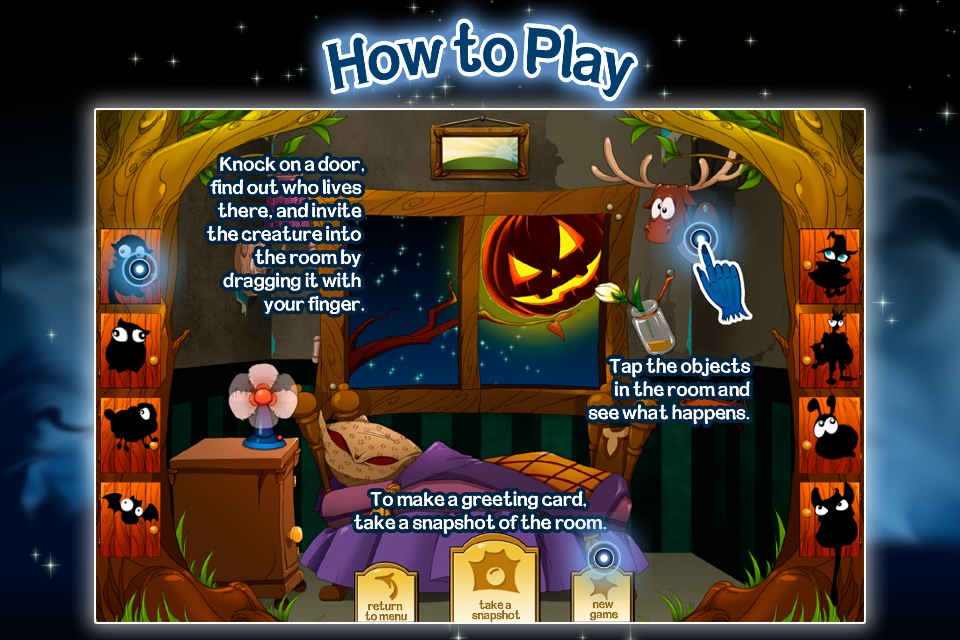 How to Play
Knock on a door,
find out who lives
there, and invite
the creature into
the room by
dragging it with
your finger.
Tap the objects
in the room and
see what happens.
To make a greeting card,
take a snapshot of the room.
return
to menu
take a
snapshot
new
game